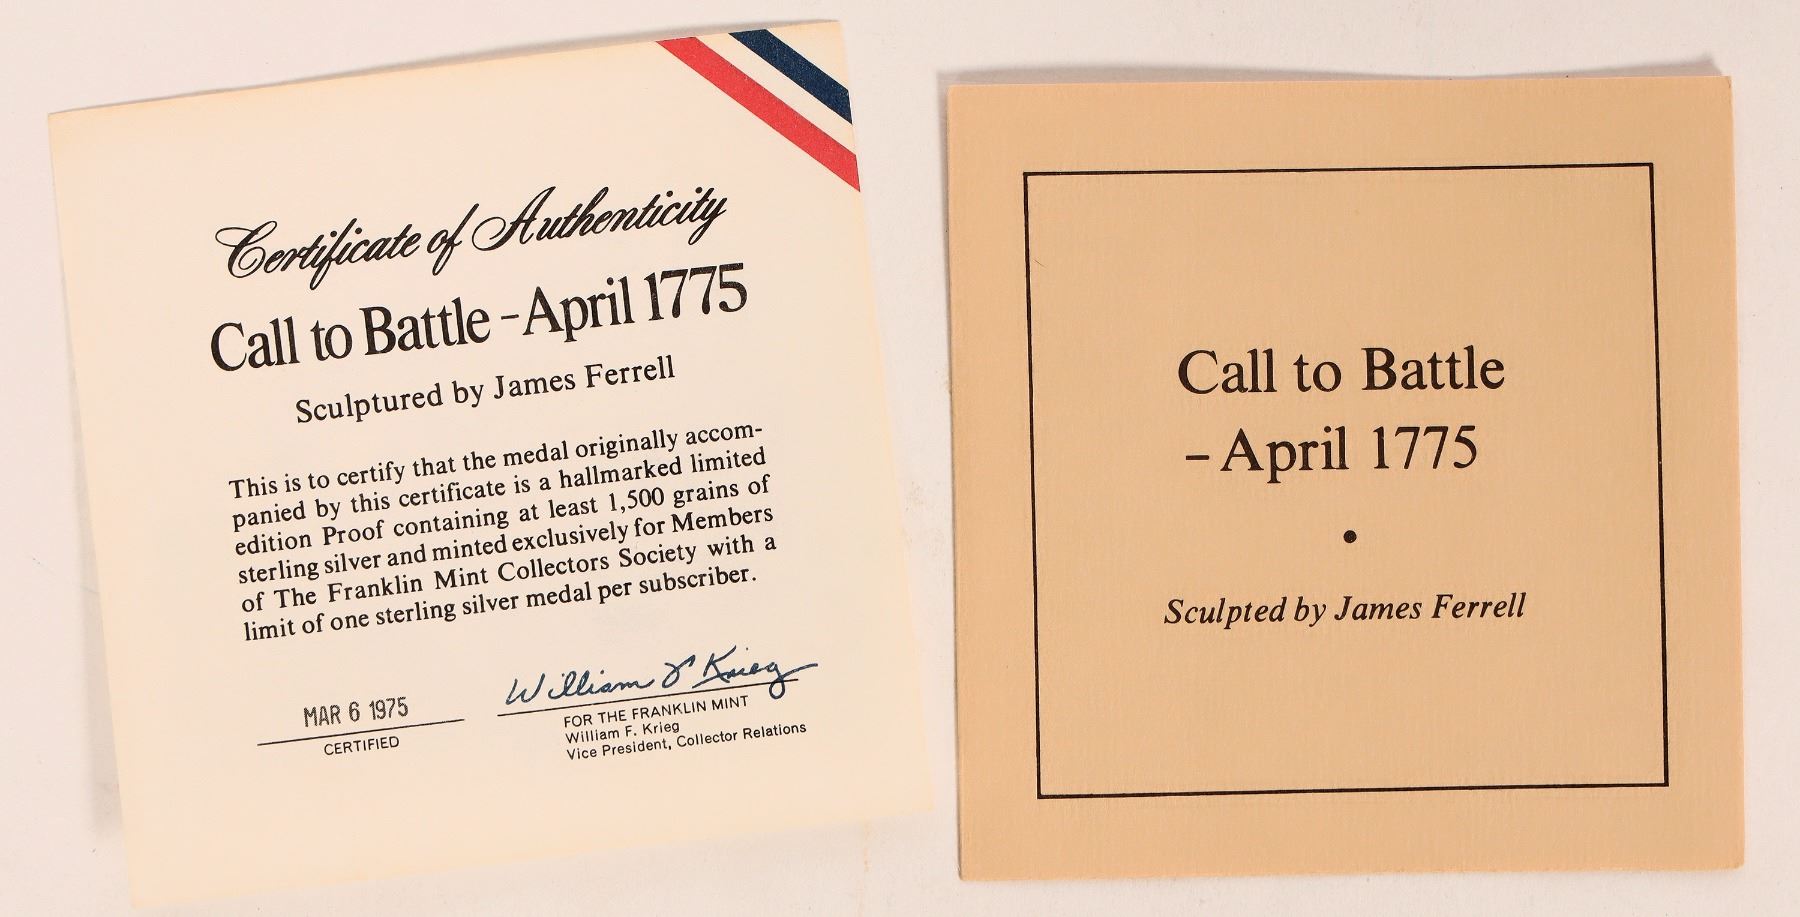 Certificate of Authenticity
Call to Battle - April 1775
Sculptured by James Ferrell
This is to certify that the medal originally accom-
panied by this certificate is a hallmarked limited
edition Proof containing at least 1,500 grains of
sterling silver and minted exclusively for Members
of The Franklin Mint Collectors Society with a
limit of one sterling silver medal per subscriber.
MAR 6 1975
CERTIFIED
William F Krieg
FOR THE FRANKLIN MINT
William F. Krieg
Vice President, Collector Relations
Call to Battle
- April 1775
•
Sculpted by James Ferrell